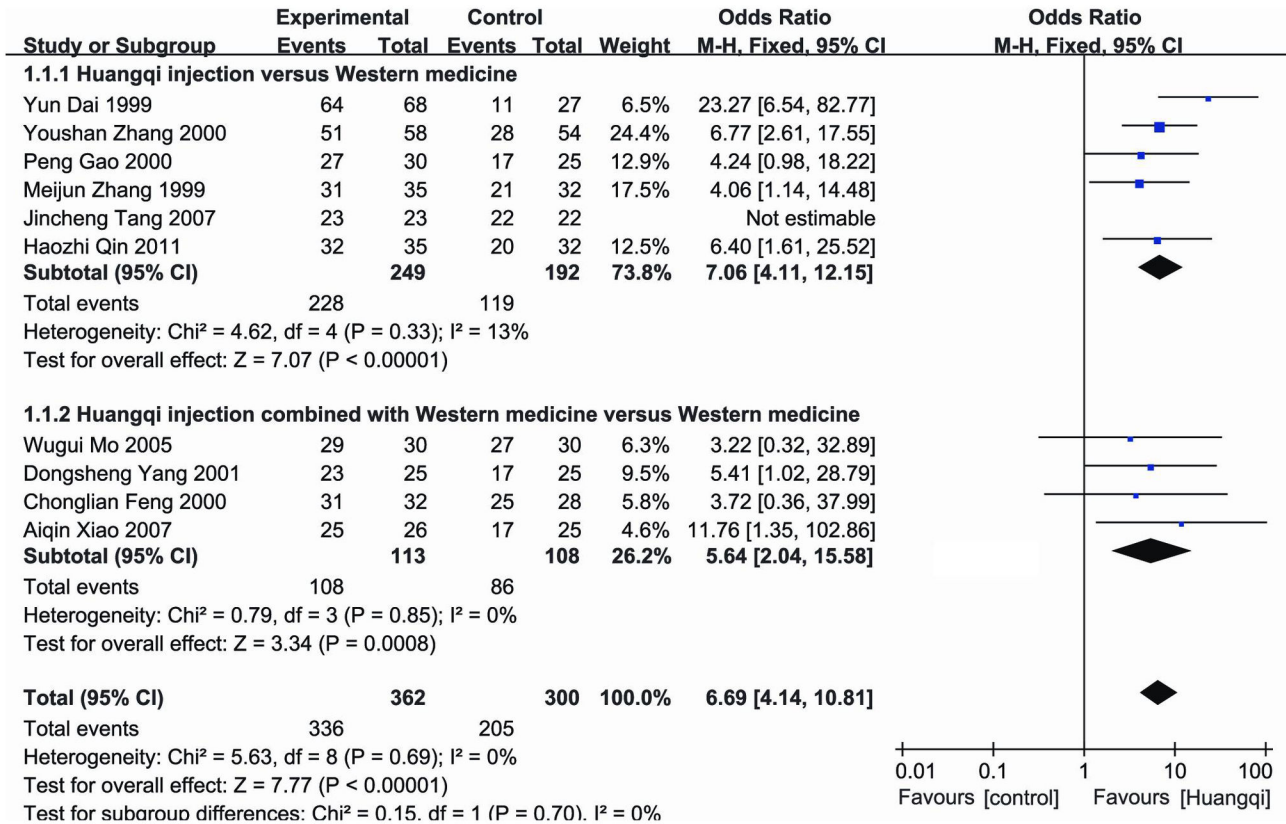 Experimental Control Odds Ratio Odds Ratio
Study or Subgroup Events Total Events Total Weight M-H, Fixed, 95% CI M-H, Fixed, 95% CI
1.1.1 Huangqi injection versus Western medicine
Yun Dai 1999 64 68 11 27 6.5% 23.27 [6.54, 82.77]
Youshan Zhang 2000 51 58 28 54 24.4% 6.77 [2.61, 17.55]
Peng Gao 2000 27 30 17 25 12.9% 4.24 [0.98, 18.22]
Meijun Zhang 1999 31 35 21 32 17.5% 4.06 [1.14, 14.48]
Jincheng Tang 2007 23 23 22 22 Not estimable
Haozhi Qin 2011 32 35 20 32 12.5% 6.40 [1.61, 25.52]
Subtotal (95% CI) 249 192 73.8% 7.06 [4.11, 12.15]
Total events 228 119
Heterogeneity: Chi² = 4.62, df = 4 (P = 0.33); I² = 13%
Test for overall effect: Z = 7.07 (P < 0.00001)
1.1.2 Huangqi injection combined with Western medicine versus Western medicine
Wugui Mo 2005 29 30 27 30 6.3% 3.22 [0.32, 32.89]
Dongsheng Yang 2001 23 25 17 25 9.5% 5.41 [1.02, 28.79]
Chonglian Feng 2000 31 32 25 28 5.8% 3.72 [0.36, 37.99]
Aiqin Xiao 2007 25 26 17 25 4.6% 11.76 [1.35, 102.86]
Subtotal (95% CI) 113 108 26.2% 5.64 [2.04, 15.58]
Total events 108 86
Heterogeneity: Chi² = 0.79, df = 3 (P = 0.85); I² = 0%
Test for overall effect: Z = 3.34 (P = 0.0008)
Total (95% CI) 362 300 100.0% 6.69 [4.14, 10.81]
Total events 336 205
Heterogeneity: Chi² = 5.63, df = 8 (P = 0.69); I² = 0%
Test for overall effect: Z = 7.77 (P < 0.00001)
Test for subgroup differences: Chi² = 0.15, df = 1 (P = 0.70), I² = 0%
0.01 0.1 1 10 100
Favours [control] Favours [Huangqi]